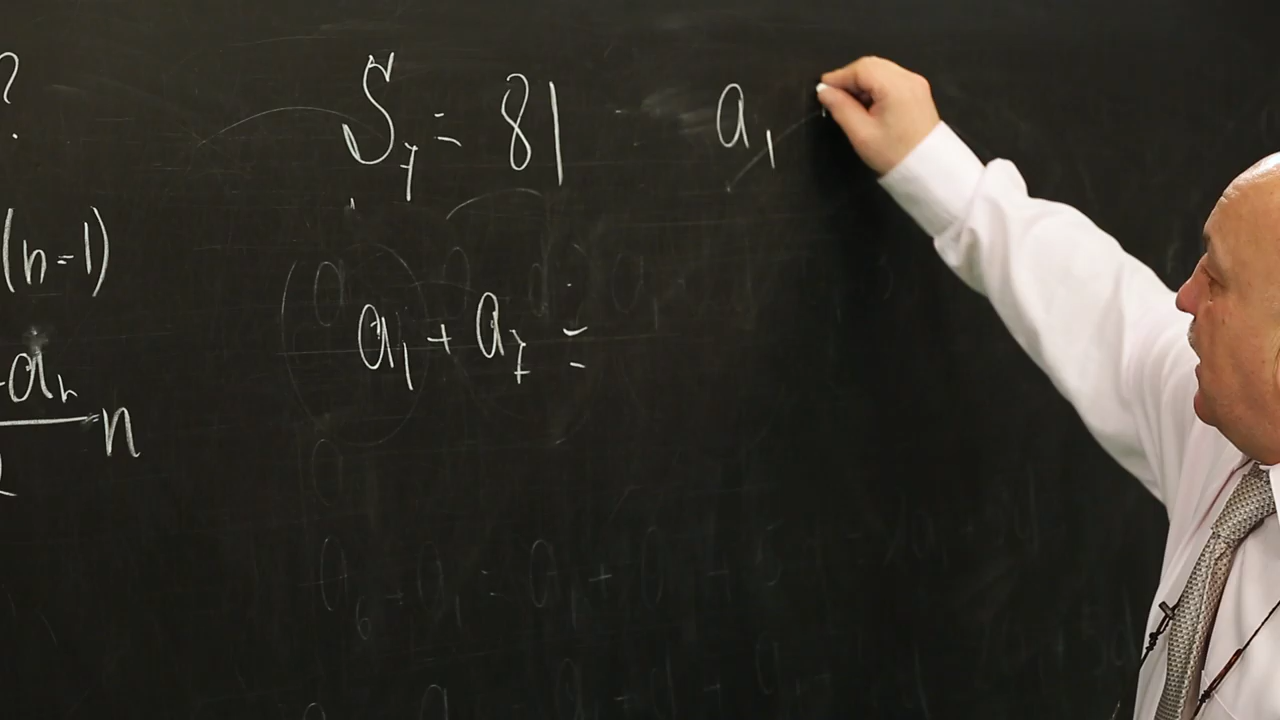 ?
S₇ = 81 a₁
(n-1)
a₁ + a₇ =
aₙ
n